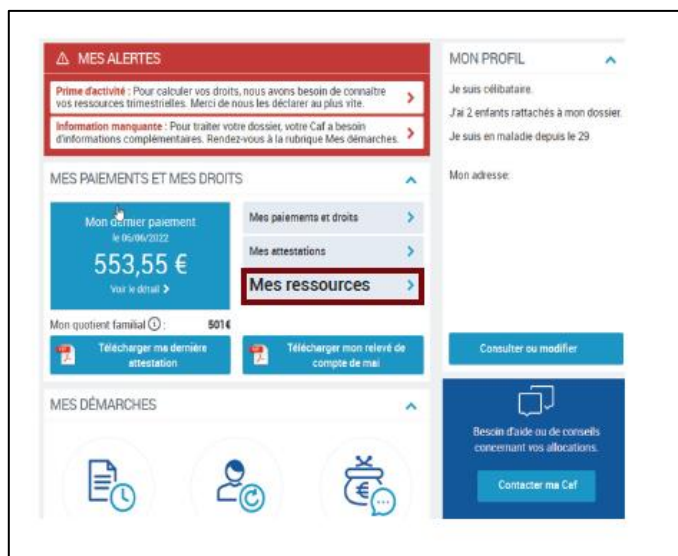 MES ALERTES
Prime d'activité : Pour calculer vos droits, nous avons besoin de connaître
vos ressources trimestrielles. Merci de nous les déclarer au plus vite.
Information manquante : Pour traiter votre dossier, votre Caf a besoin
d'informations complémentaires. Rendez-vous à la rubrique Mes démarches.
MES PAIEMENTS ET MES DROITS
Mon dernier paiement
le 06/06/2022
553,55 €
Voir le détail
Mes paiements et droits
Mes attestations
Mes ressources
Mon quotient familial i : 501€
Télécharger ma dernière
attestation
Télécharger mon relevé de
compte de mai
MES DÉMARCHES
MON PROFIL
Je suis célibataire.
J'ai 2 enfants rattachés à mon dossier.
Je suis en maladie depuis le 29
Mon adresse:
Consulter ou modifier
Besoin d'aide ou de conseils
concernant vos allocations.
Contacter ma Caf